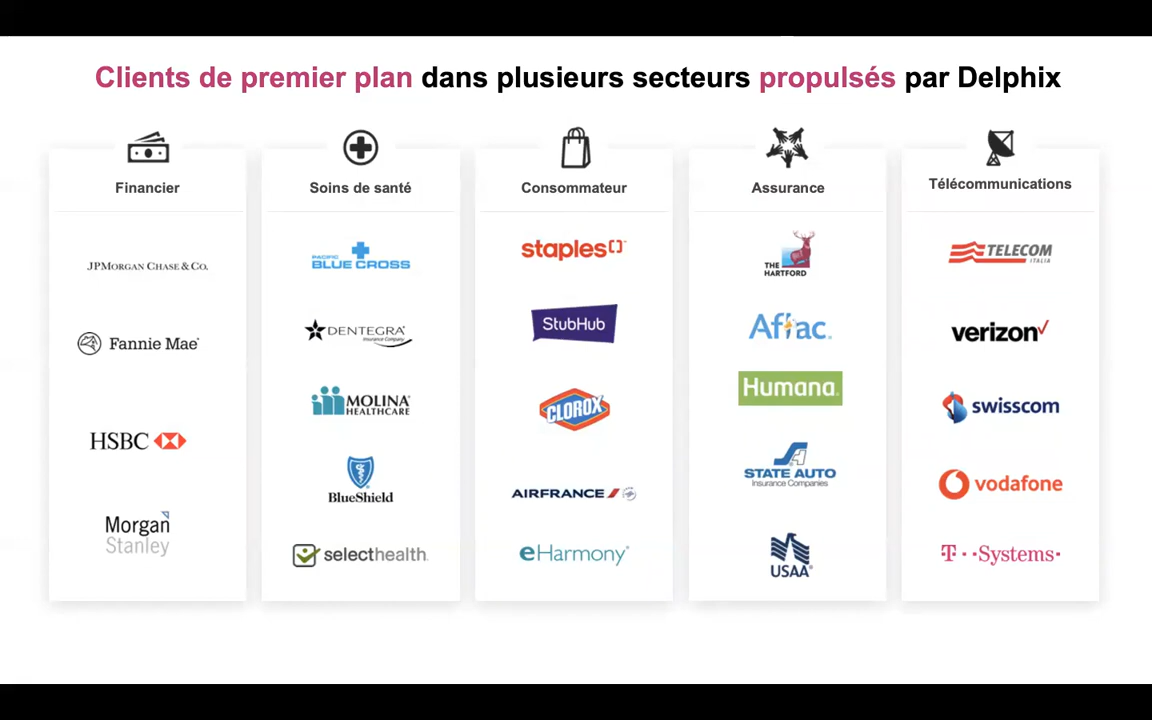 Clients de premier plan dans plusieurs secteurs propulsés par Delphix
Financier
JPMORGAN CHASE & CO.
Fannie Mae
HSBC
Morgan
Stanley
Soins de santé
PACIFIC
BLUE CROSS
DENTEGRA
Insurance Company
MOLINA
HEALTHCARE
BlueShield
selecthealth
Consommateur
staples
StubHub
CLOROX
AIRFRANCE
eHarmony
Assurance
THE
HARTFORD
Aflac
Humana
STATE AUTO
Insurance Companies
USAA
Télécommunications
TELECOM
ITALIA
verizon
swisscom
vodafone
T··Systems·